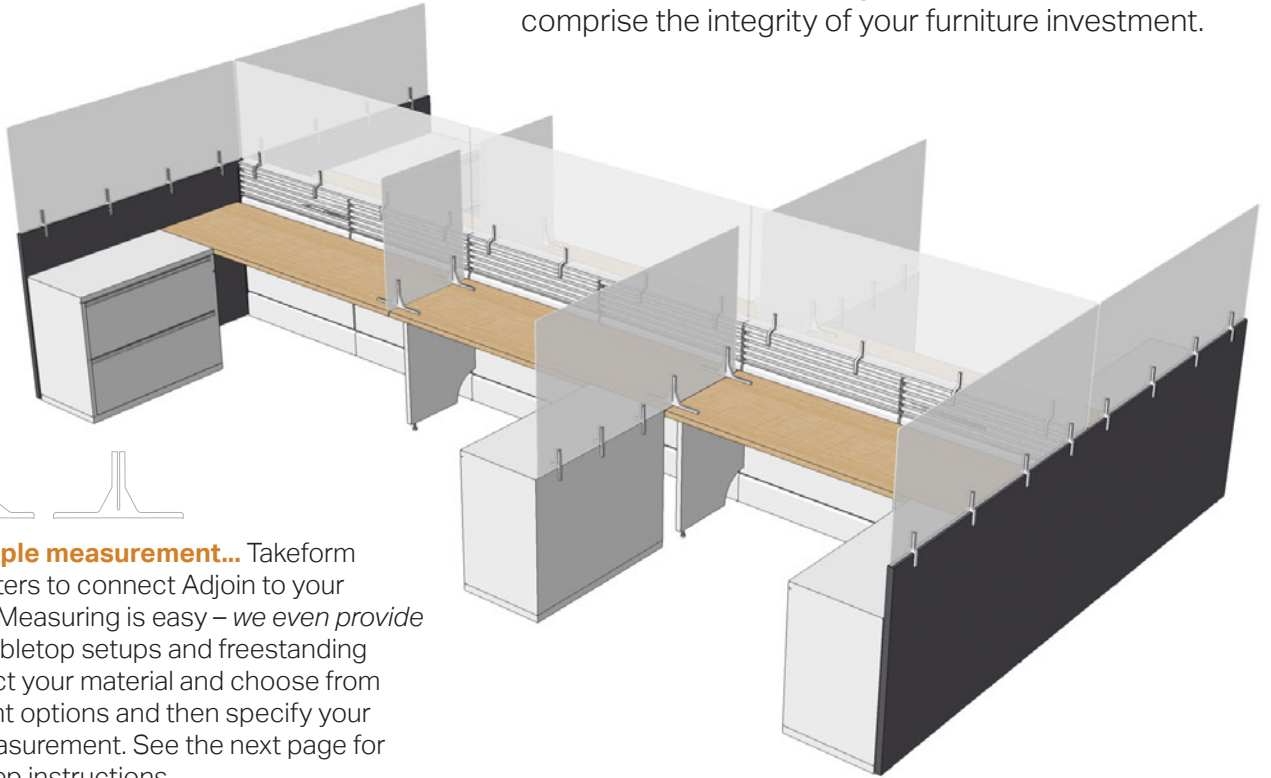 comprise the integrity of your furniture investment.
ple measurement... Takeform
ters to connect Adjoin to your
Measuring is easy – we even provide
bletop setups and freestanding
ct your material and choose from
nt options and then specify your
asurement. See the next page for
ep instructions